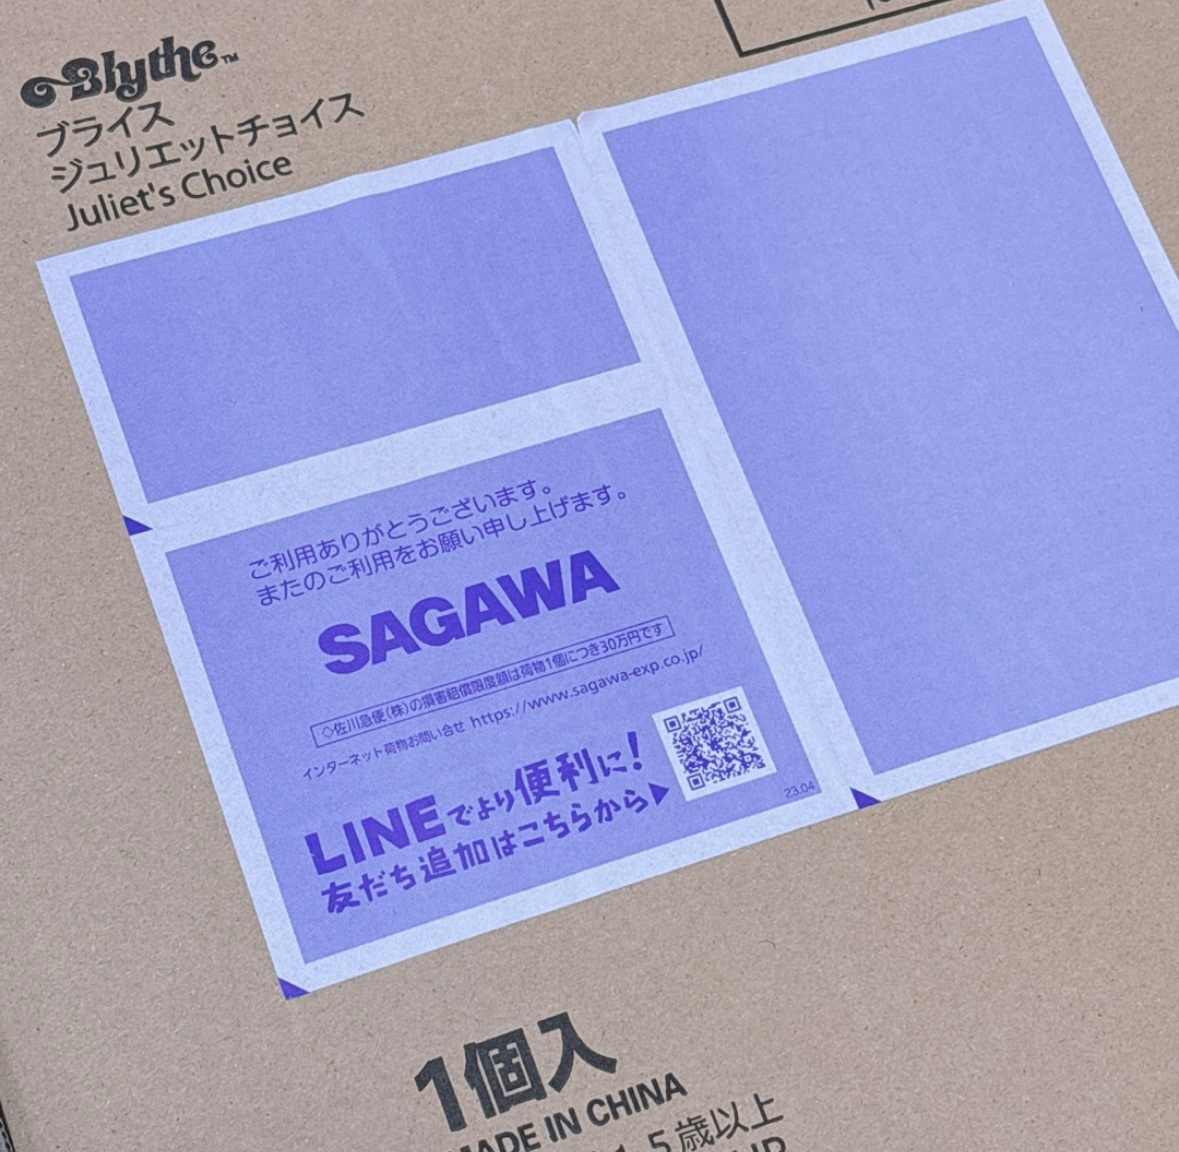 Blythe™
ブライス
ジュリエットチョイス
Juliet's Choice
ご利用ありがとうございます。
またのご利用をお願い申し上げます。
SAGAWA
◇佐川急便(株)の損害賠償限度額は荷物1個につき30万円です
インターネット荷物お問い合せ https://www.sagawa-exp.co.jp/
LINEでより便利に!
友だち追加はこちらから▶
23.04
1個入
MADE IN CHINA
15歳以上